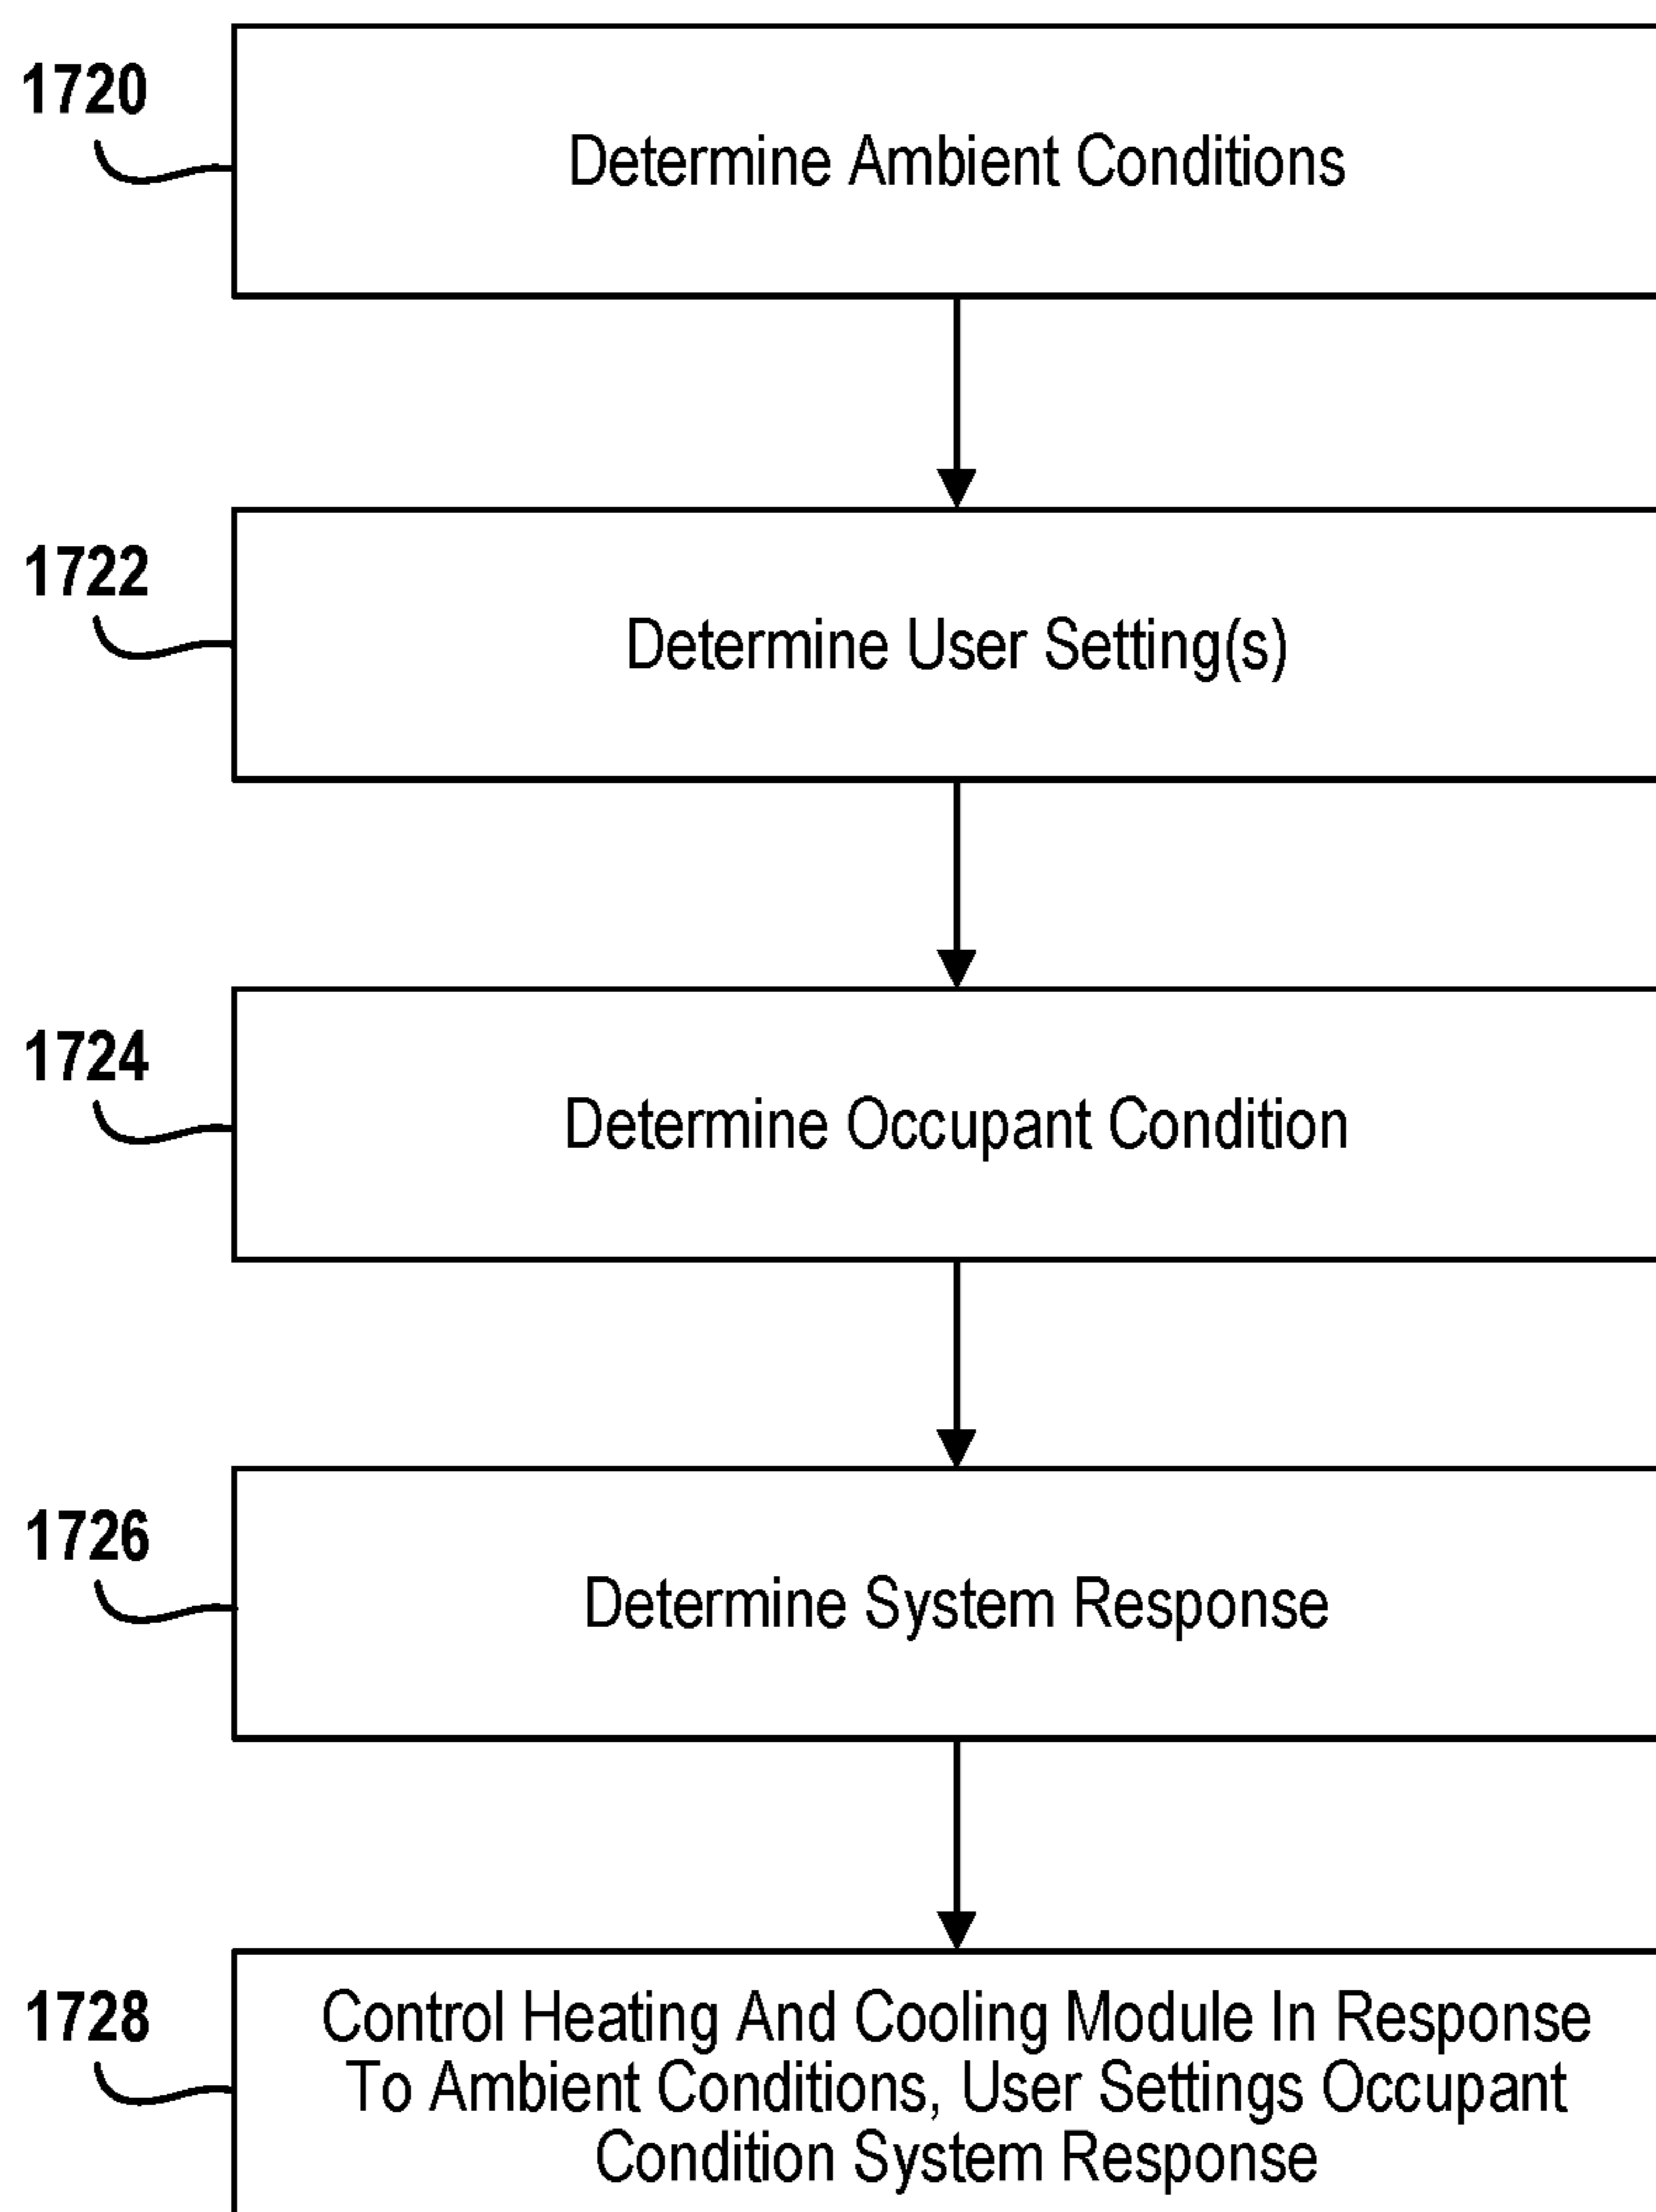 1720
Determine Ambient Conditions
1722
Determine User Setting(s)
1724
Determine Occupant Condition
1726
Determine System Response
1728
Control Heating And Cooling Module In Response
To Ambient Conditions, User Settings Occupant
Condition System Response